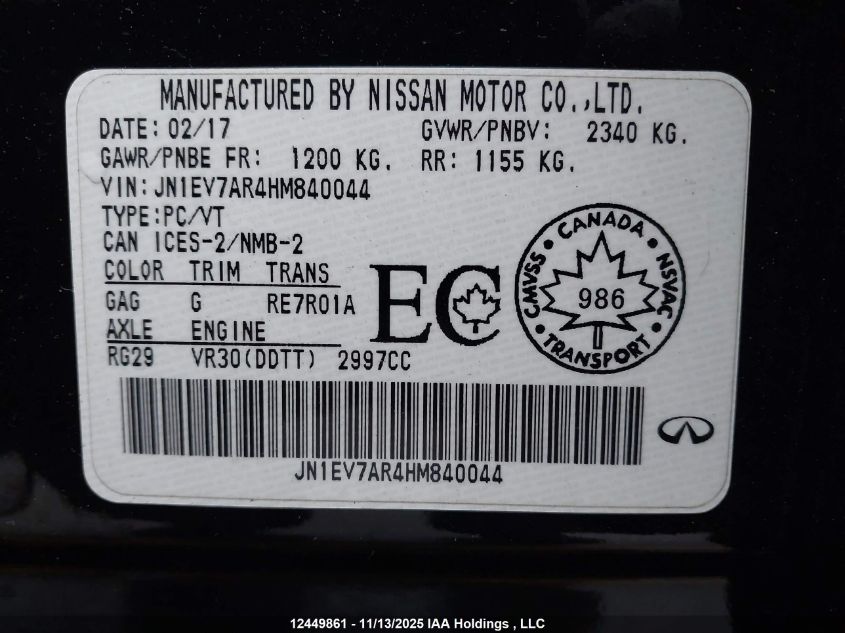 MANUFACTURED BY NISSAN MOTOR CO.,LTD.
DATE: 02/17 GVWR/PNBV: 2340 KG.
GAWR/PNBE FR: 1200 KG. RR: 1155 KG.
VIN: JN1EV7AR4HM840044
TYPE:PC/VT
CAN ICES-2/NMB-2
COLOR TRIM TRANS
GAG G RE7R01A
AXLE ENGINE
RG29 VR30(DDTT) 2997CC
EC
CANADA
CMVSS NSVAC
986
TRANSPORT
JN1EV7AR4HM840044
12449861 - 11/13/2025 IAA Holdings , LLC